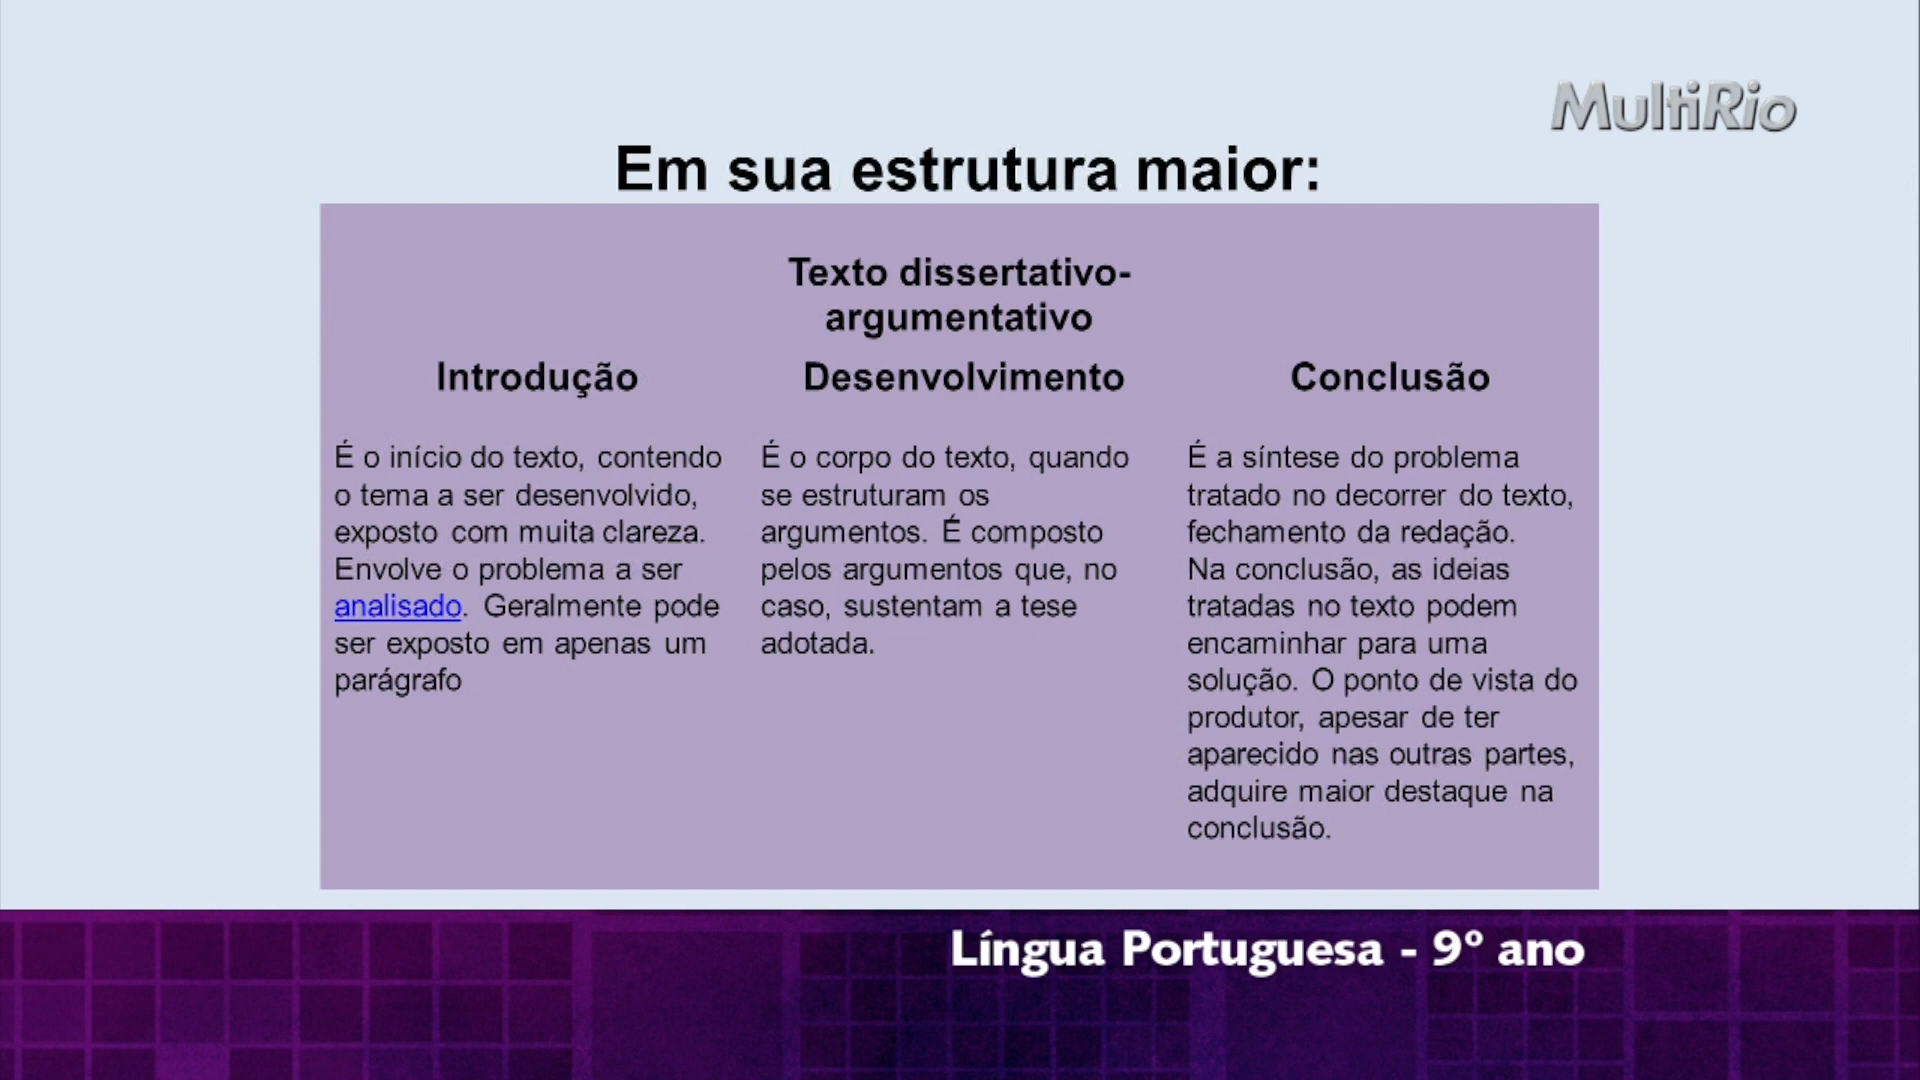 MultiRio
Em sua estrutura maior:
Texto dissertativo-
argumentativo
Introdução
Desenvolvimento
Conclusão
É o início do texto, contendo
o tema a ser desenvolvido,
exposto com muita clareza.
Envolve o problema a ser
analisado. Geralmente pode
ser exposto em apenas um
parágrafo
É o corpo do texto, quando
se estruturam os
argumentos. É composto
pelos argumentos que, no
caso, sustentam a tese
adotada.
É a síntese do problema
tratado no decorrer do texto,
fechamento da redação.
Na conclusão, as ideias
tratadas no texto podem
encaminhar para uma
solução. O ponto de vista do
produtor, apesar de ter
aparecido nas outras partes,
adquire maior destaque na
conclusão.
Língua Portuguesa - 9º ano